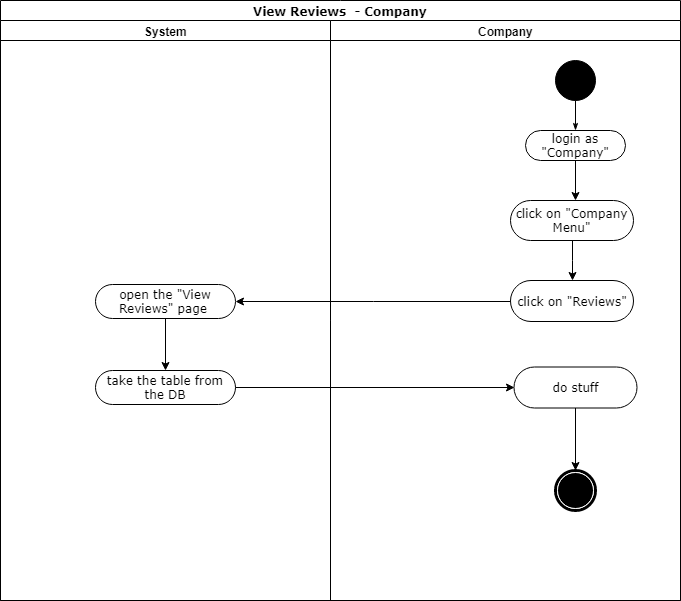 View Reviews  - Company
System
Company
login as
"Company"
click on "Company
Menu"
open the "View
Reviews" page
click on "Reviews"
take the table from
the DB
do stuff